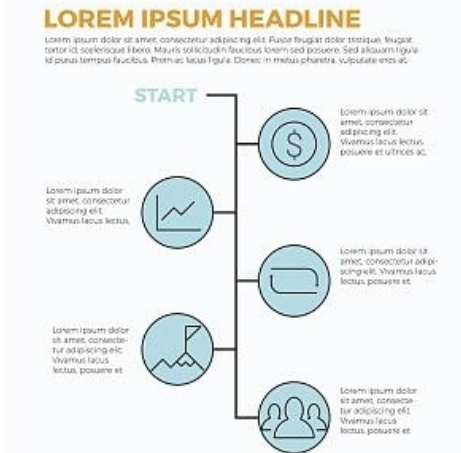 LOREM IPSUM HEADLINE
Lorem ipsum dolor sit amet, consectetur adipiscing elit. Fusce feugiat dolor tristique, feugiat,
tortor id, scelerisque libero. Mauris sollicitudin faucibus lorem sed posuere. Sed aliquam ligula
id purus tempus faucibus. Proin ac lacus ligula. Donec in metus pharetra, vulputate eros at.
START
$
Lorem ipsum dolor sit
amet, consectetur
adipiscing elit.
Vivamus lacus lectus,
posuere et ultrices ac.
Lorem ipsum dolor
sit amet, consectetur
adipiscing elit.
Vivamus lacus lectus,
Lorem ipsum dolor sit
amet, consectetur adipi-
scing elit. Vivamus lacus
lectus, posuere et
Lorem ipsum dolor
sit amet, consecte-
tur adipiscing elit.
Vivamus lacus
lectus, posuere et
Lorem ipsum dolor
sit amet, consecte-
tur adipiscing elit.
Vivamus lacus
lectus, posuere et